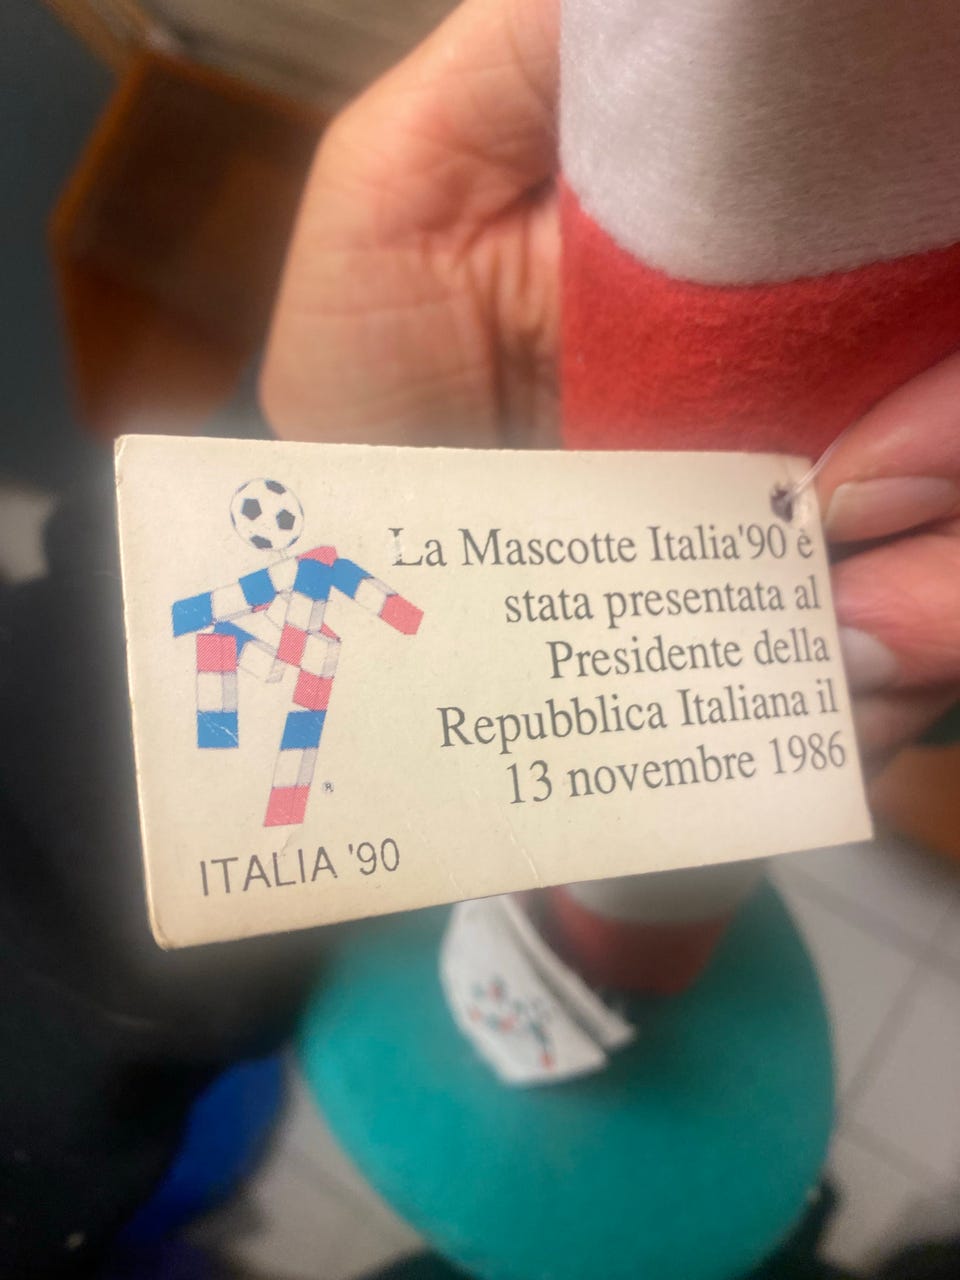 La Mascotte Italia'90 è
stata presentata al
Presidente della
Repubblica Italiana il
13 novembre 1986
®
ITALIA '90